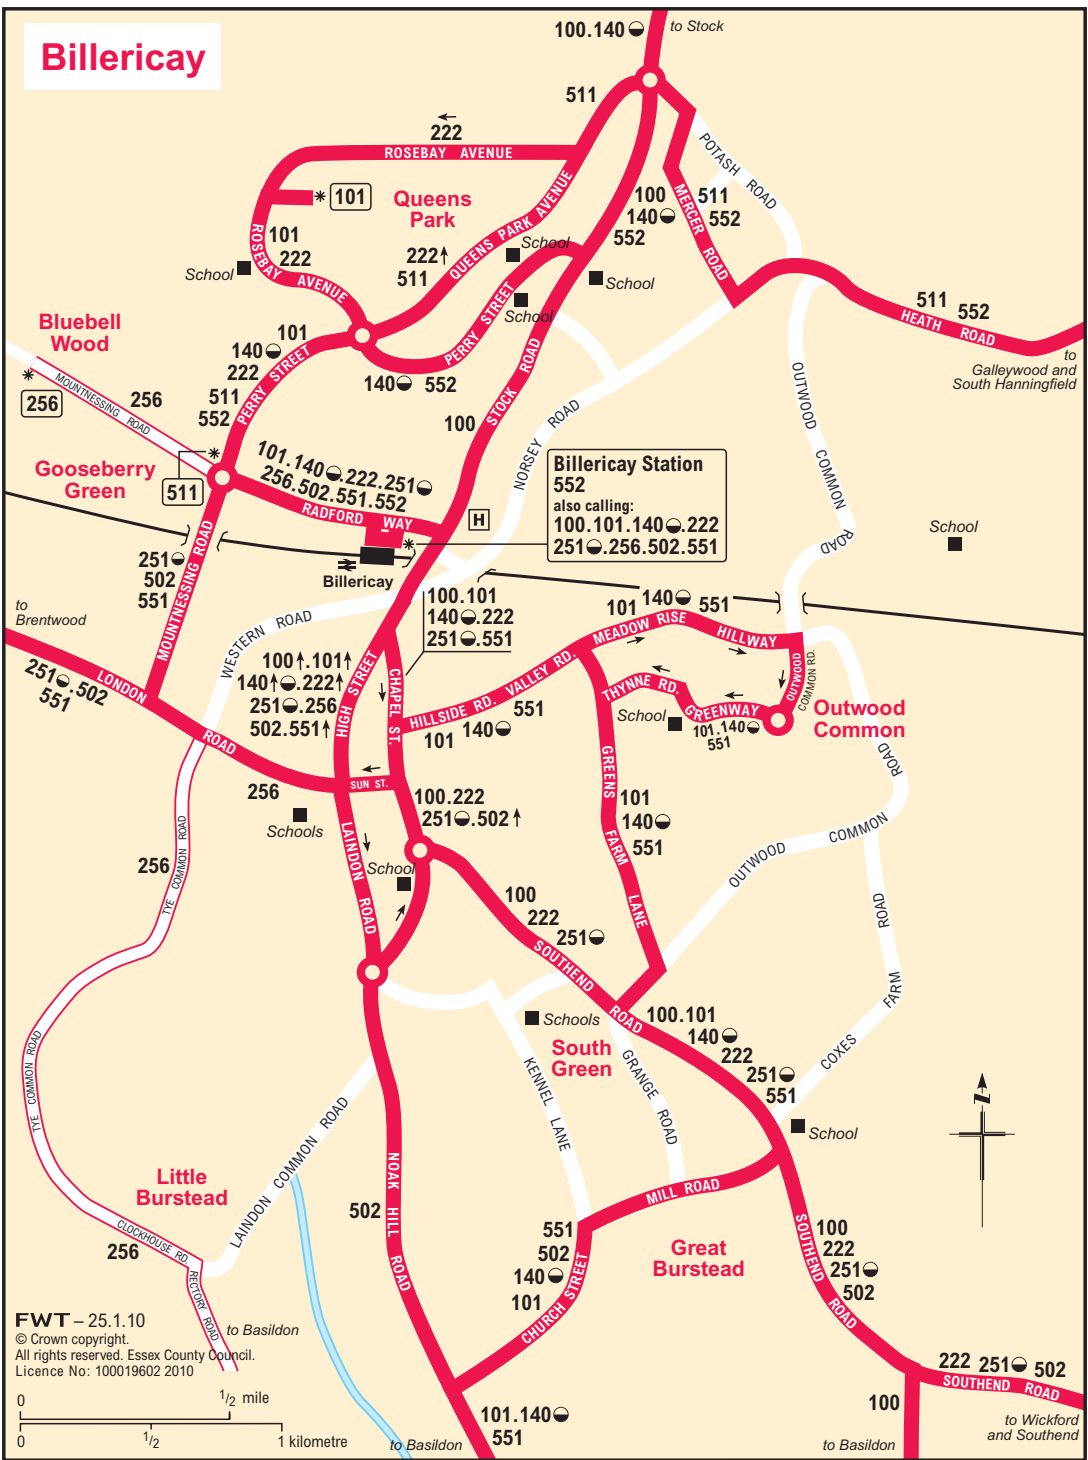 Billericay
100.140
to Stock
511
222
ROSEBAY AVENUE
POTASH ROAD
101
Queens
Park
100
140
552
MERCER ROAD
511
552
ROSEBAY AVENUE
101
222
222
511
QUEENS PARK AVENUE
School
School
School
School
PERRY STREET
511 552
HEATH ROAD
to
Galleywood and
South Hanningfield
Bluebell
Wood
101
140
222
511
552
PERRY STREET
140 552
STOCK ROAD
100
256
MOUNTNESSING ROAD
256
NORSEY ROAD
OUTWOOD COMMON ROAD
Gooseberry
Green
511
101.140.222.251
256.502.551.552
RADFORD WAY
H
Billericay Station
552
also calling:
100.101.140.222
251.256.502.551
School
MOUNTNESSING ROAD
251
502
551
Billericay
to
Brentwood
WESTERN ROAD
100.101
140.222
251.551
101 140 551
MEADOW RISE
HILLWAY
251.502
551
LONDON ROAD
100.101
140.222
251.256
502.551
HIGH STREET
CHAPEL ST.
HILLSIDE RD. VALLEY RD.
551
101 140
THYNNE RD.
GREENWAY
School
101.140
551
OUTWOOD
COMMON RD.
Outwood
Common
ROAD
SUN ST.
256
Schools
100.222
251.502
GREENS FARM LANE
101
140
551
OUTWOOD COMMON
256
TYE COMMON ROAD
LAINDON ROAD
School
100
222
251
SOUTHEND ROAD
COXES FARM ROAD
Schools
South
Green
100.101
140
222
251
551
TYE COMMON ROAD
KENNEL LANE
GRANGE ROAD
School
LAINDON COMMON ROAD
Little
Burstead
CLOCKHOUSE RD.
256
RECTORY ROAD
502
NOAK HILL ROAD
MILL ROAD
551
502
140
101
CHURCH STREET
Great
Burstead
100
222
251
502
SOUTHEND ROAD
FWT – 25.1.10
© Crown copyright.
All rights reserved. Essex County Council.
Licence No: 100019602 2010
to Basildon
0 1/2 mile
0 1/2 1 kilometre
101.140
551
to Basildon
100
to Basildon
222 251 502
SOUTHEND ROAD
to Wickford
and Southend